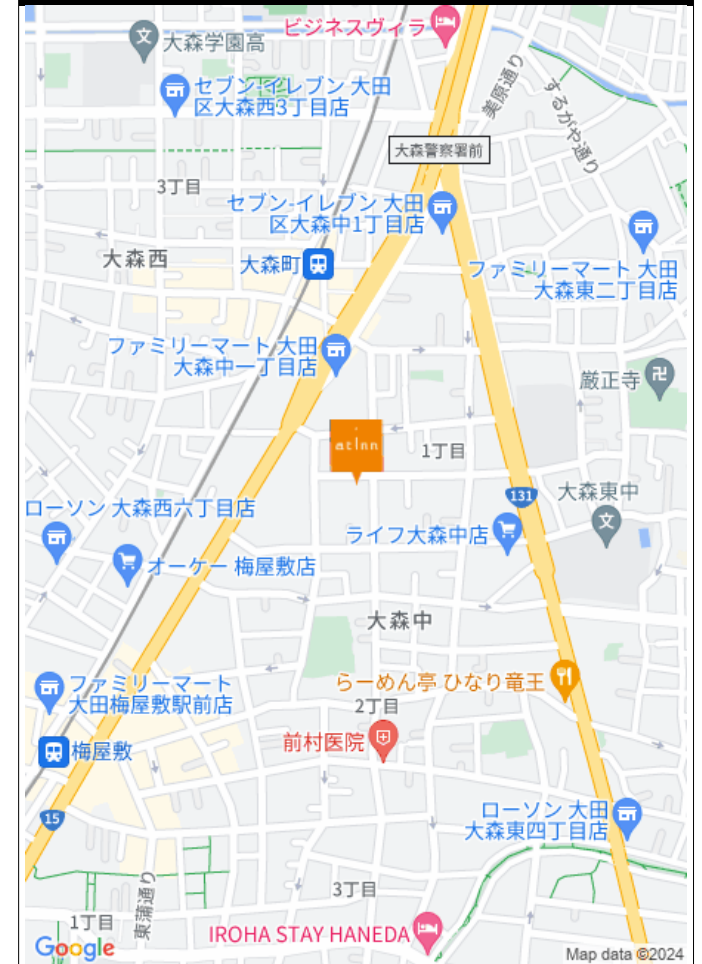 ビジネスヴィラ
大森学園高
セブン-イレブン 大田
区大森西3丁目店
美原通り
するがや通り
大森警察署前
3丁目
セブン-イレブン 大田
区大森中1丁目店
大森西
大森町
ファミリーマート 大田
大森東二丁目店
ファミリーマート 大田
大森中一丁目店
厳正寺
at Inn
1丁目
131
大森東中
ローソン 大森西六丁目店
ライフ大森中店
オーケー 梅屋敷店
大森中
ファミリーマート
大田梅屋敷駅前店
らーめん亭 ひなり竜王
2丁目
前村医院
梅屋敷
15
ローソン 大田
大森東四丁目店
3丁目
東蒲通り
1丁目
IROHA STAY HANEDA
Google
Map data ©2024